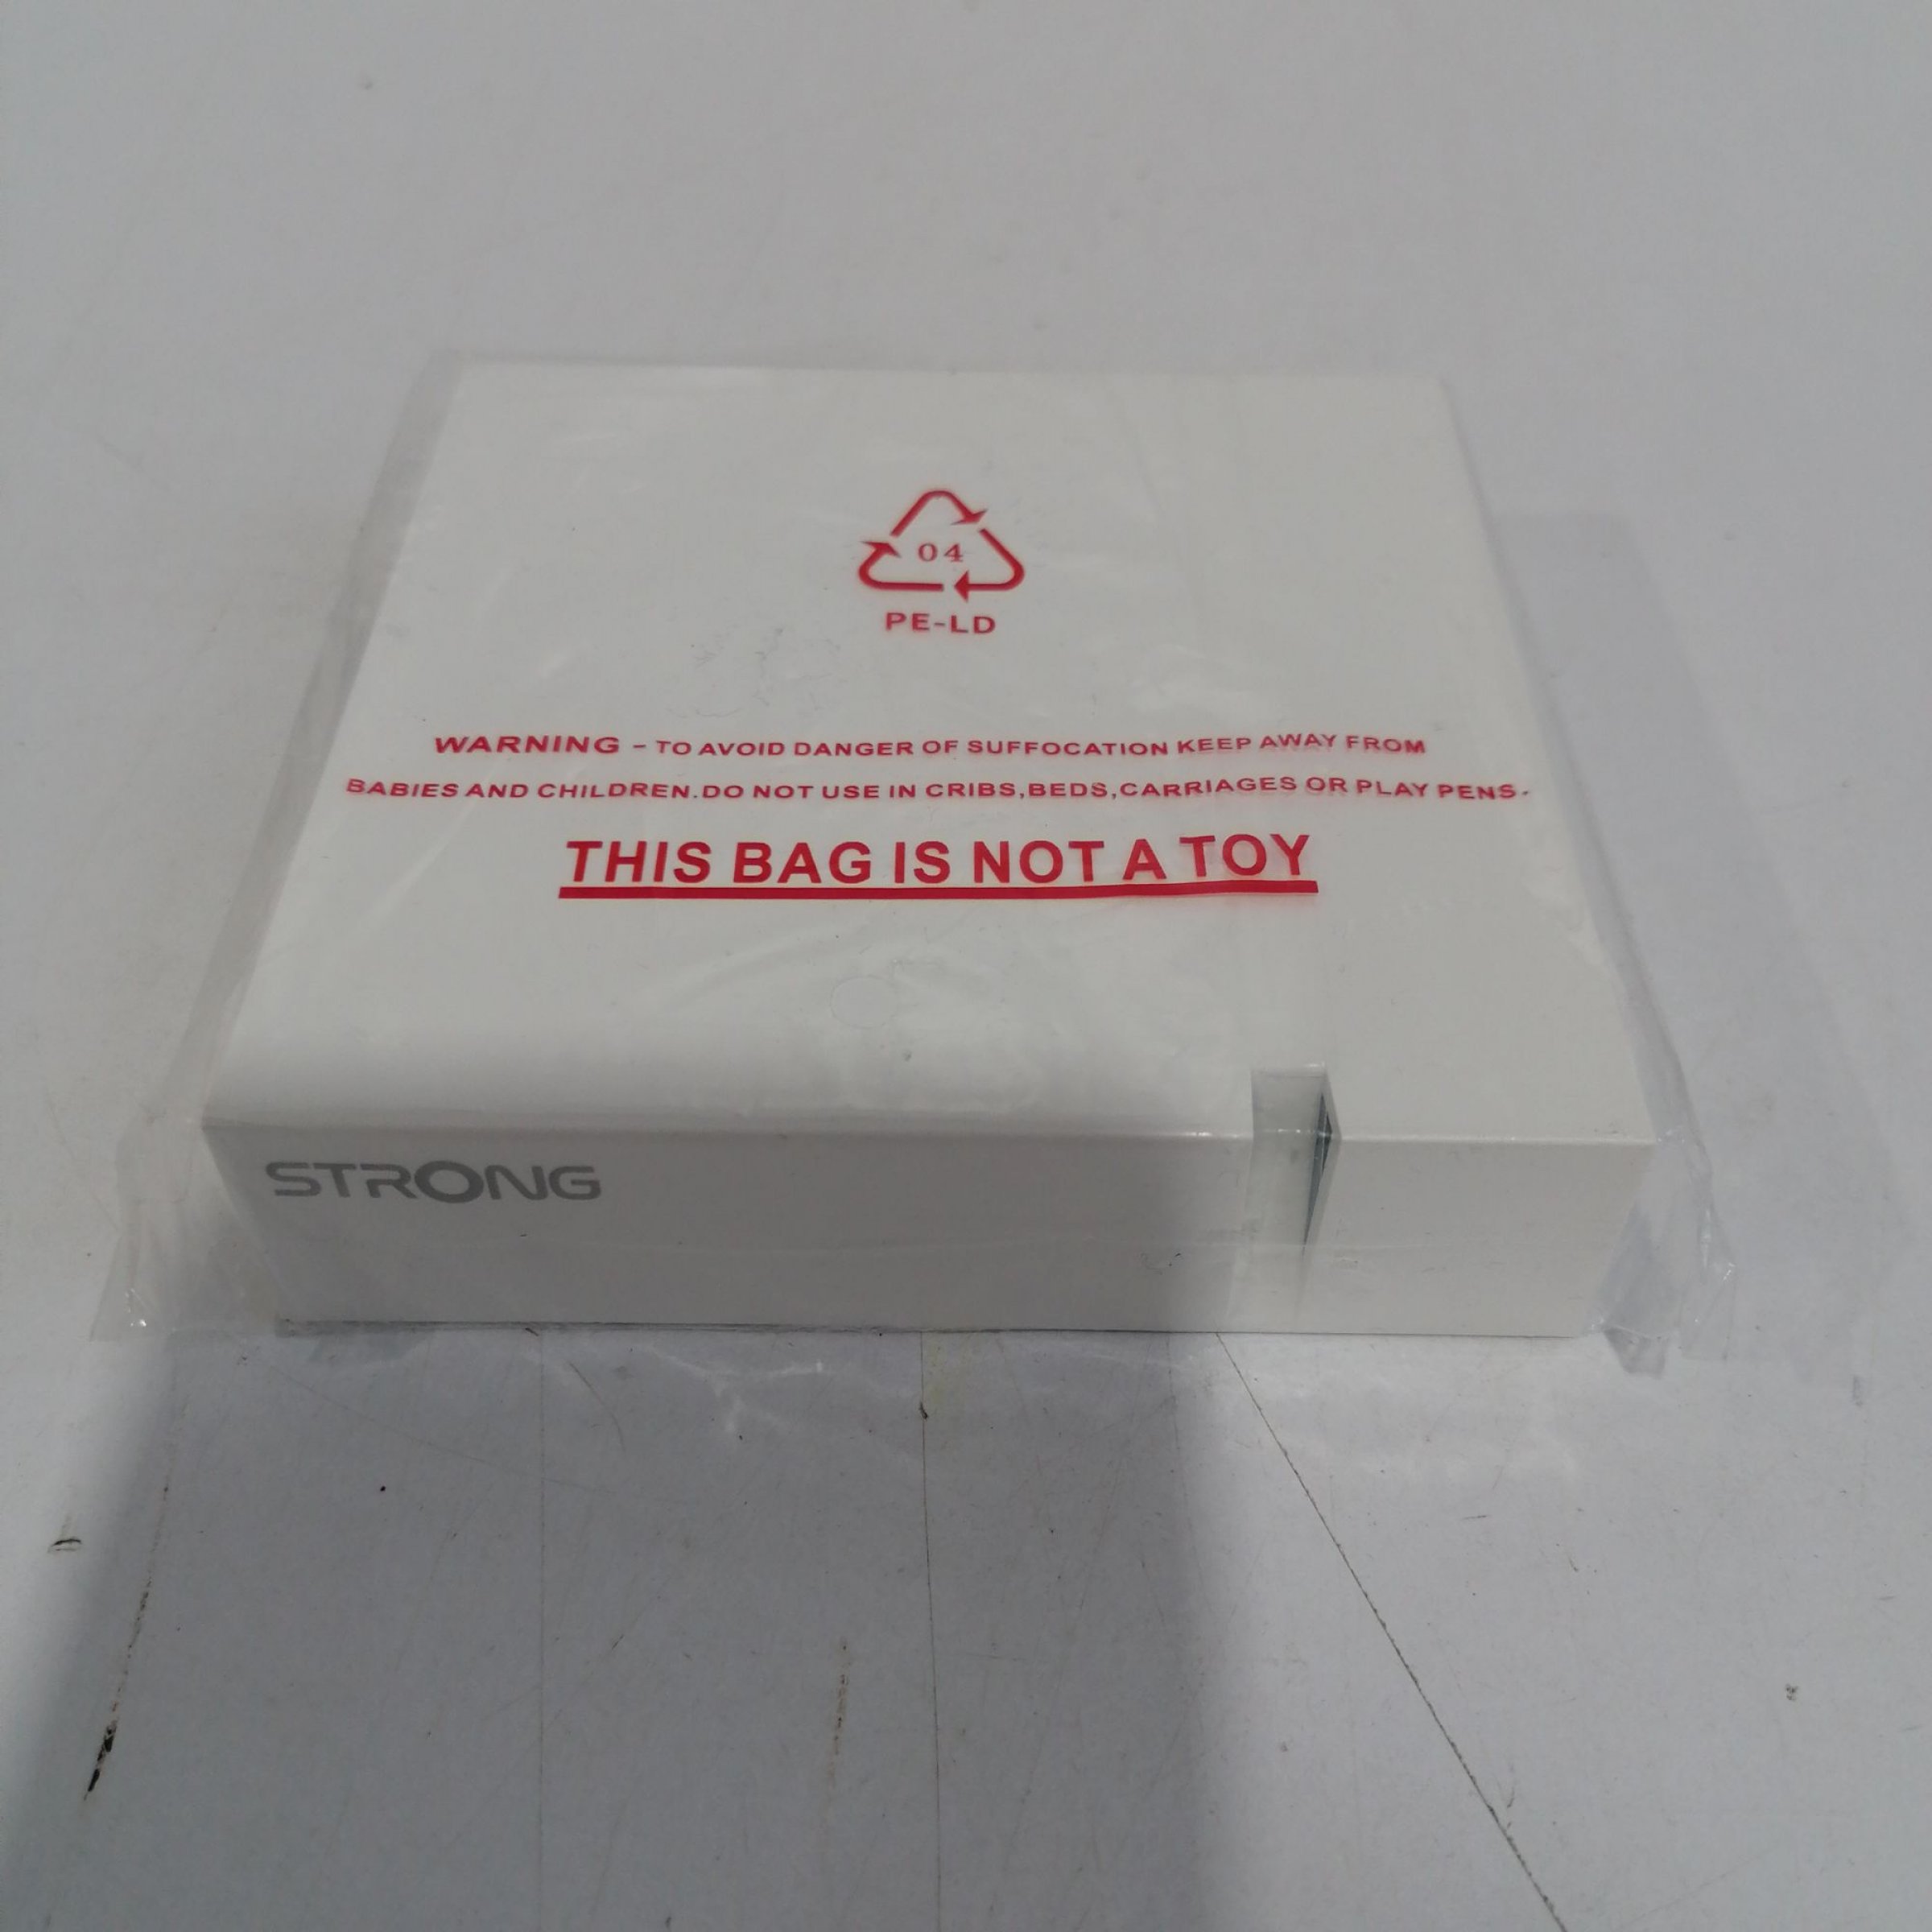 04
PE-LD
WARNING - TO AVOID DANGER OF SUFFOCATION KEEP AWAY FROM
BABIES AND CHILDREN.DO NOT USE IN CRIBS,BEDS,CARRIAGES OR PLAY PENS.
THIS BAG IS NOT A TOY
STRONG